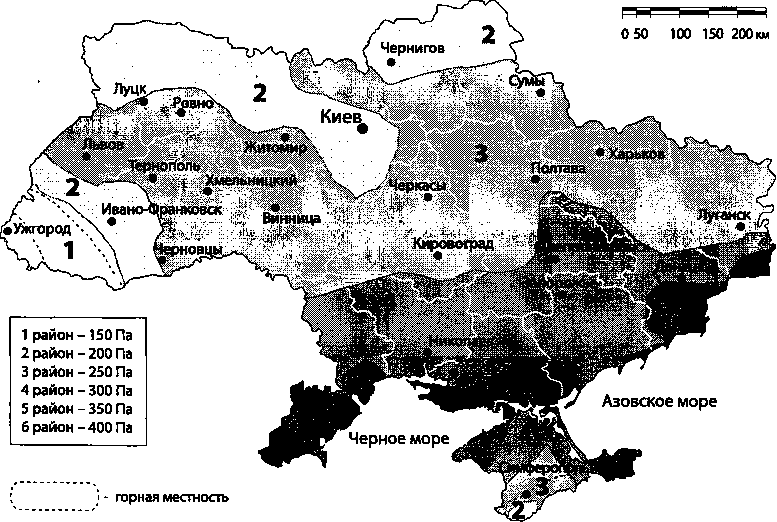 2
Чернигов
0 50 100 150 200 км
Сумы
Луцк
Ровно
2
Киев
Львов
Житомир
3
Харьков
Тернополь
Полтава
2
Хмельницкий
Черкассы
Ивано-Франковск
Винница
Луганск
Ужгород
1
Черновцы
Кировоград
1 район – 150 Па
2 район – 200 Па
3 район – 250 Па
4 район – 300 Па
5 район – 350 Па
6 район – 400 Па
Азовское море
Черное море
Симферополь
3
2
- горная местность